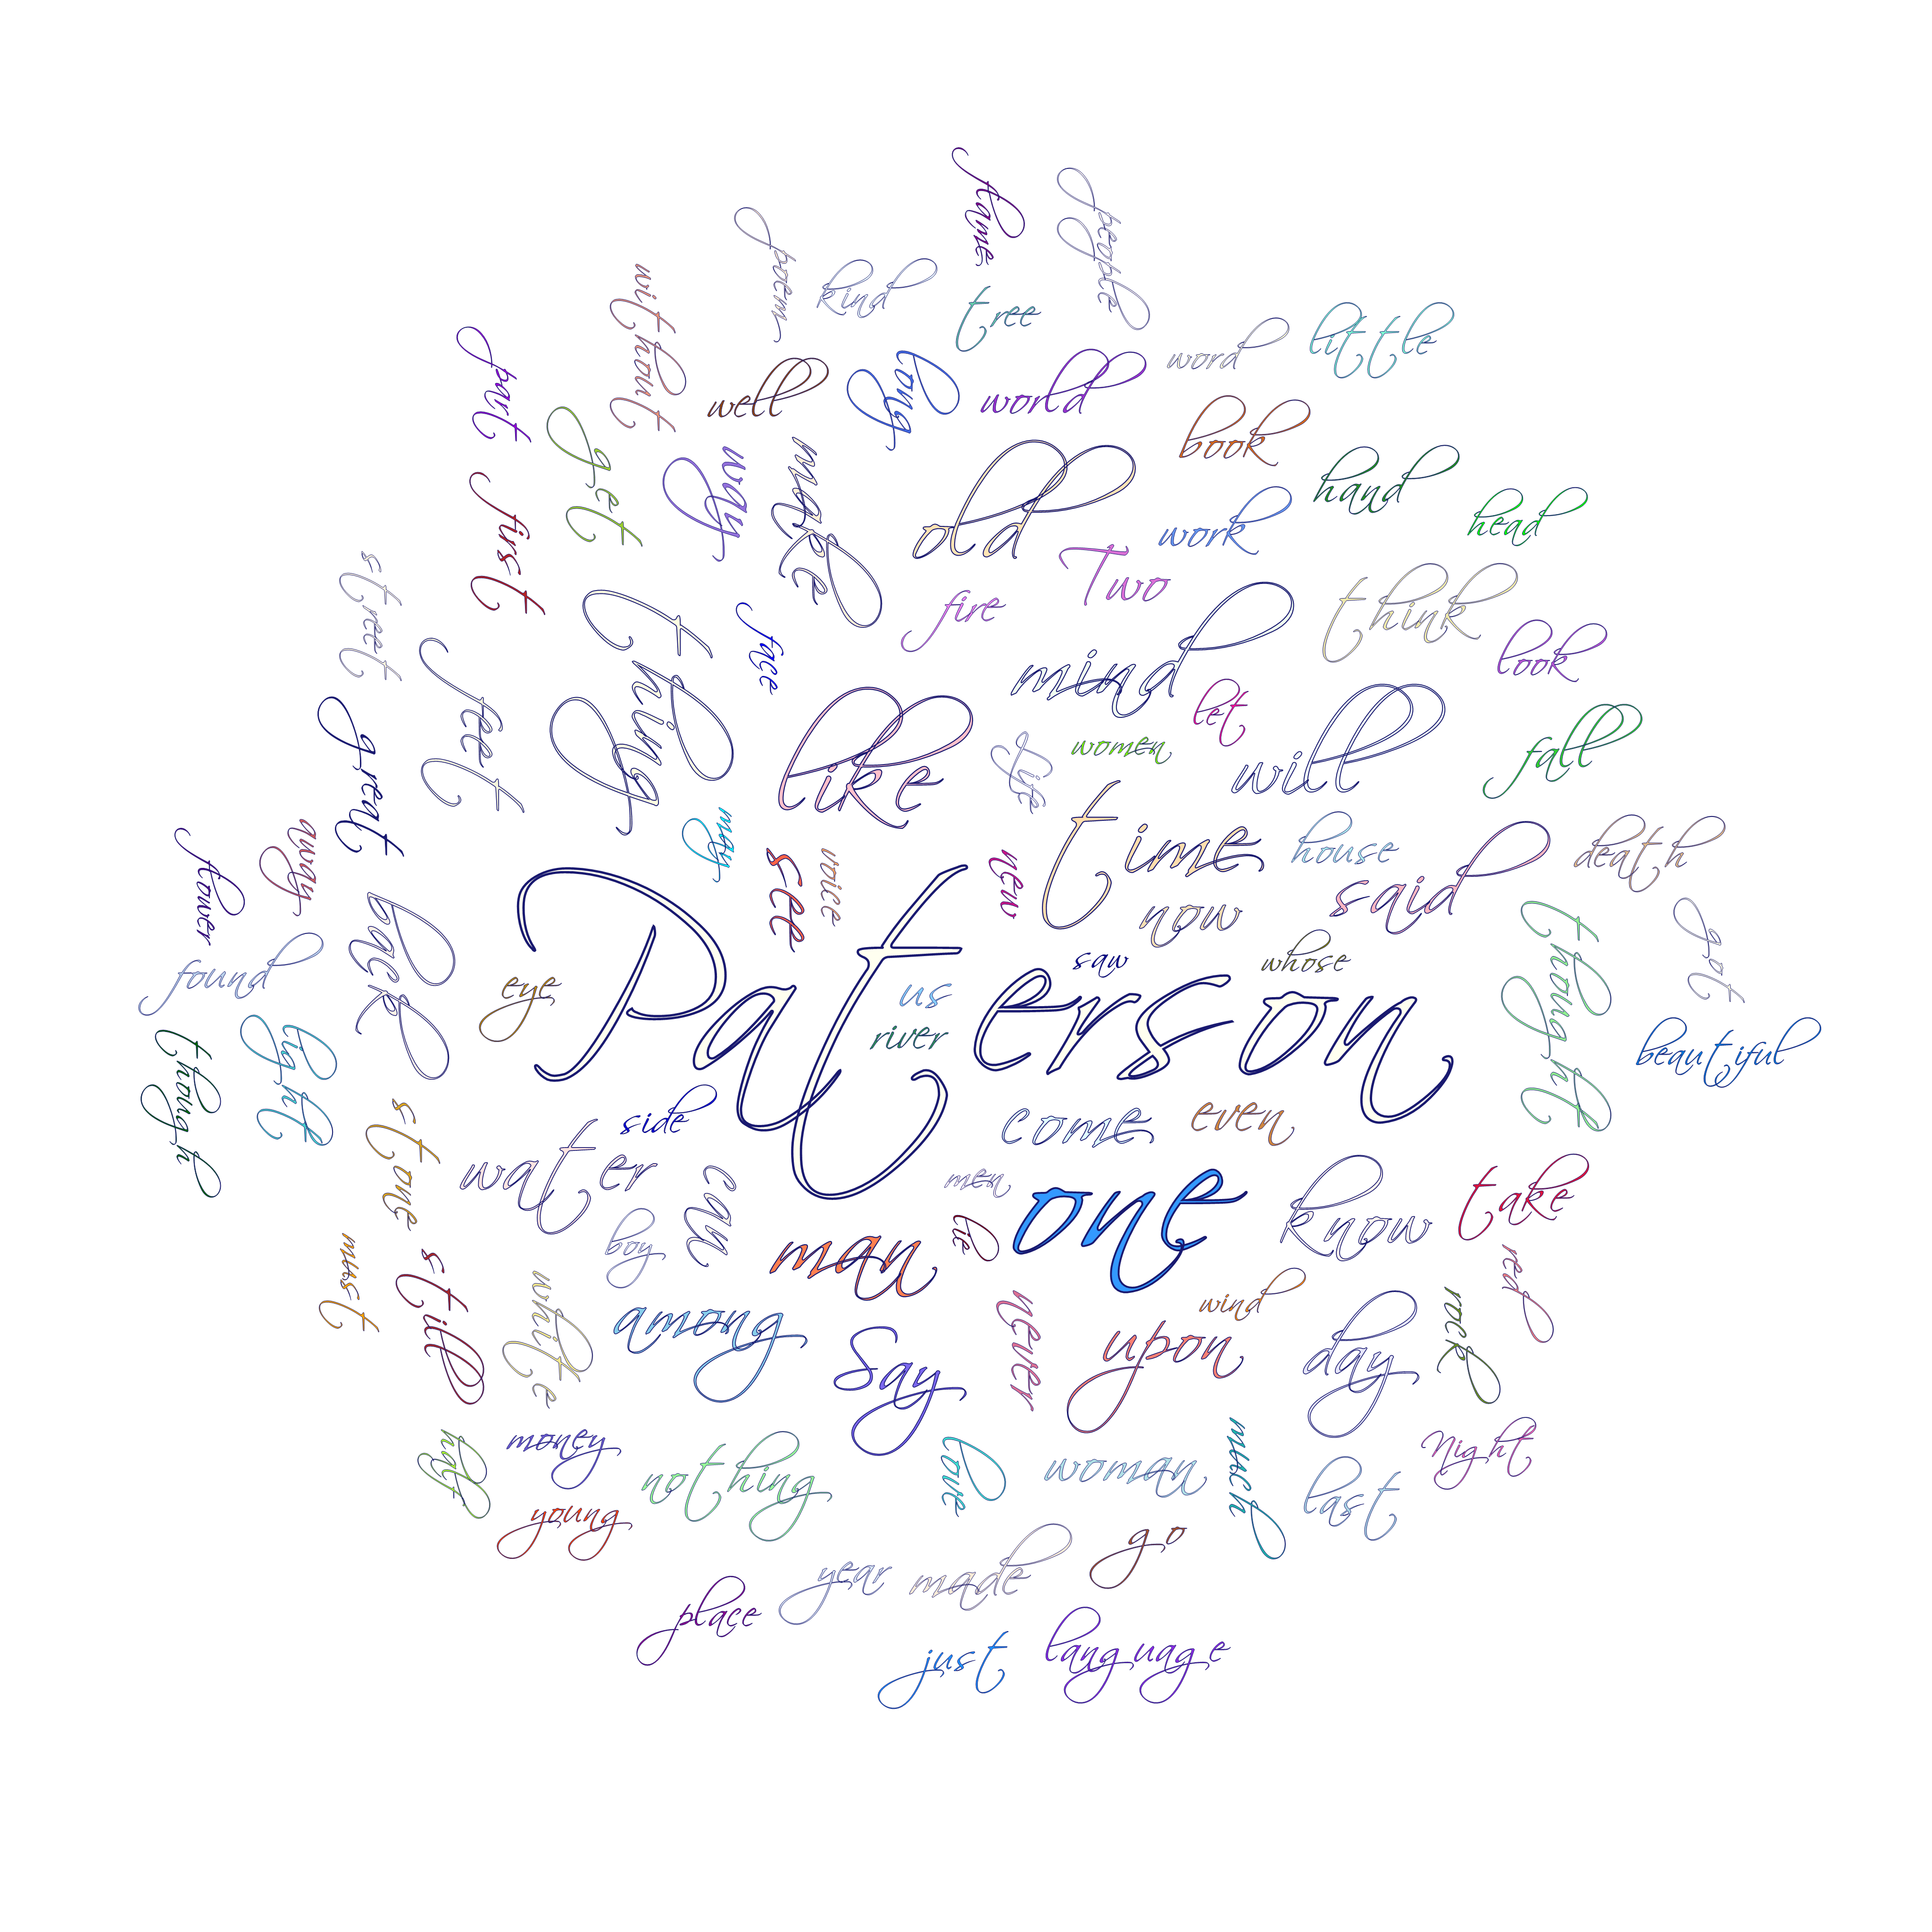 flame
people
poem
kind
tree
without
word
little
part
well
long
world
get
way
make
old
book
hand
head
first
work
Two
street
feet
thing
face
fire
mind
think
look
let
great
like
life
women
will
fall
may
time
house
death
flower
away
back
see
voice
new
now
said
got
found
eye
Paterson
us
saw
whose
thought
river
beautiful
though
light
stone
side
come
even
water
can
men
one
know
take
boy
man
lie
must
still
white
among
Say
never
wind
upon
day
rock
red
half
money
nothing
love
woman
much
last
Night
young
year
made
go
place
just
language